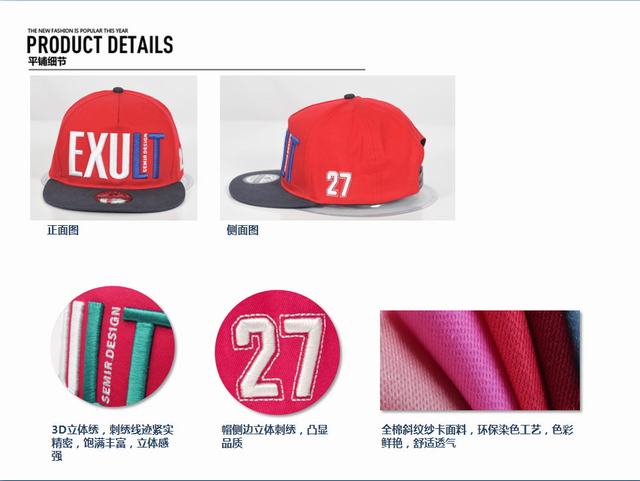 THE NEW FASHION IS POPULAR THIS YEAR
PRODUCT DETAILS
平铺细节
EXULT
SEMIR DESIGN
27
正面图
侧面图
SEMIR DESIGN
27
3D立体绣，刺绣线迹紧实
精密，饱满丰富，立体感
强
帽侧边立体刺绣，凸显
品质
全棉斜纹纱卡面料，环保染色工艺，色彩
鲜艳，舒适透气